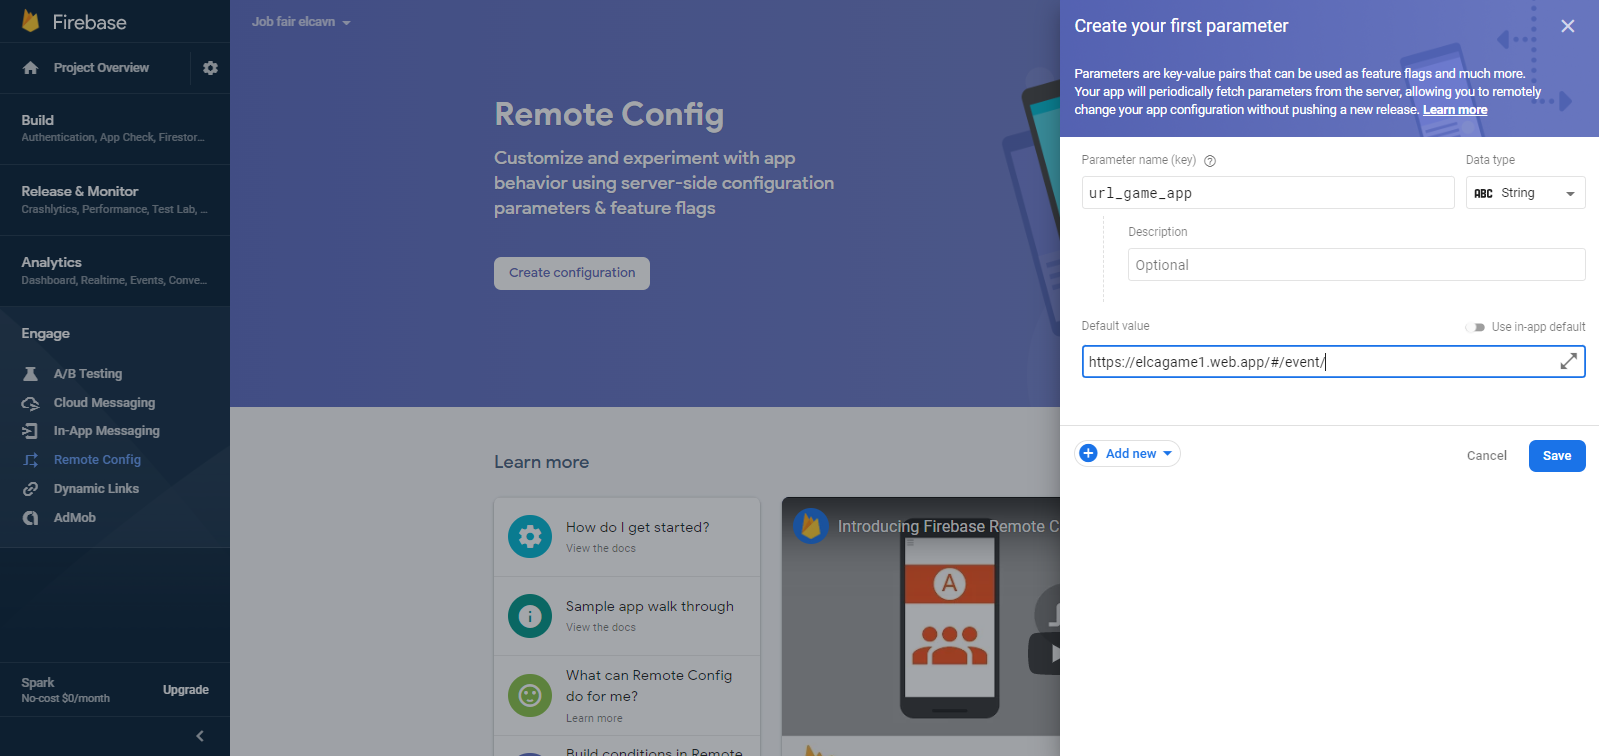 Firebase
Project Overview
Build
Authentication, App Check, Firestor...
Release & Monitor
Crashlytics, Performance, Test Lab, ...
Analytics
Dashboard, Realtime, Events, Conve...
Engage
A/B Testing
Cloud Messaging
In-App Messaging
Remote Config
Dynamic Links
AdMob
Spark
No-cost $0/month
Upgrade
Job fair elcavn
Remote Config
Customize and experiment with app
behavior using server-side configuration
parameters & feature flags
Create configuration
Learn more
How do I get started?
View the docs
Sample app walk through
View the docs
What can Remote Config
do for me?
Learn more
Build conditions in Remote
Introducing Firebase Remote C
A
Create your first parameter
Parameters are key-value pairs that can be used as feature flags and much more.
Your app will periodically fetch parameters from the server, allowing you to remotely
change your app configuration without pushing a new release. Learn more
Parameter name (key)
Data type
url_game_app
ABC String
Description
Optional
Default value
Use in-app default
https://elcagame1.web.app/#/event/
Add new
Cancel
Save